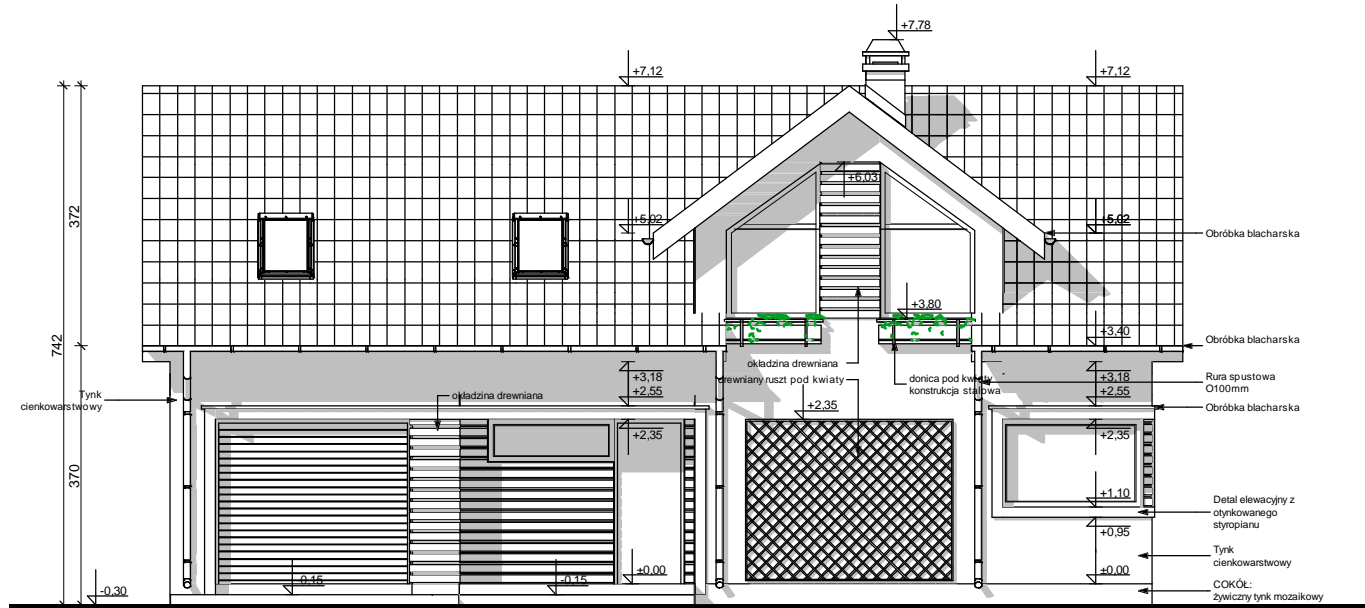 +7,78
+7,12
+7,12
+6,03
+5,02
+5,02
Obróbka blacharska
372
+3,80
+3,40
Obróbka blacharska
742
okładzina drewniana
drewniany ruszt pod kwiaty
donica pod kwiaty
konstrukcja stalowa
+3,18
+2,55
+3,18
+2,55
Rura spustowa
O100mm
Tynk
cienkowarstwowy
okładzina drewniana
+2,35
Obróbka blacharska
+2,35
+2,35
370
+1,10
Detal elewacyjny z
otynkowanego
styropianu
+0,95
Tynk
cienkowarstwowy
-0,15
-0,15
±0,00
±0,00
-0,30
COKÓŁ:
żywiczny tynk mozaikowy